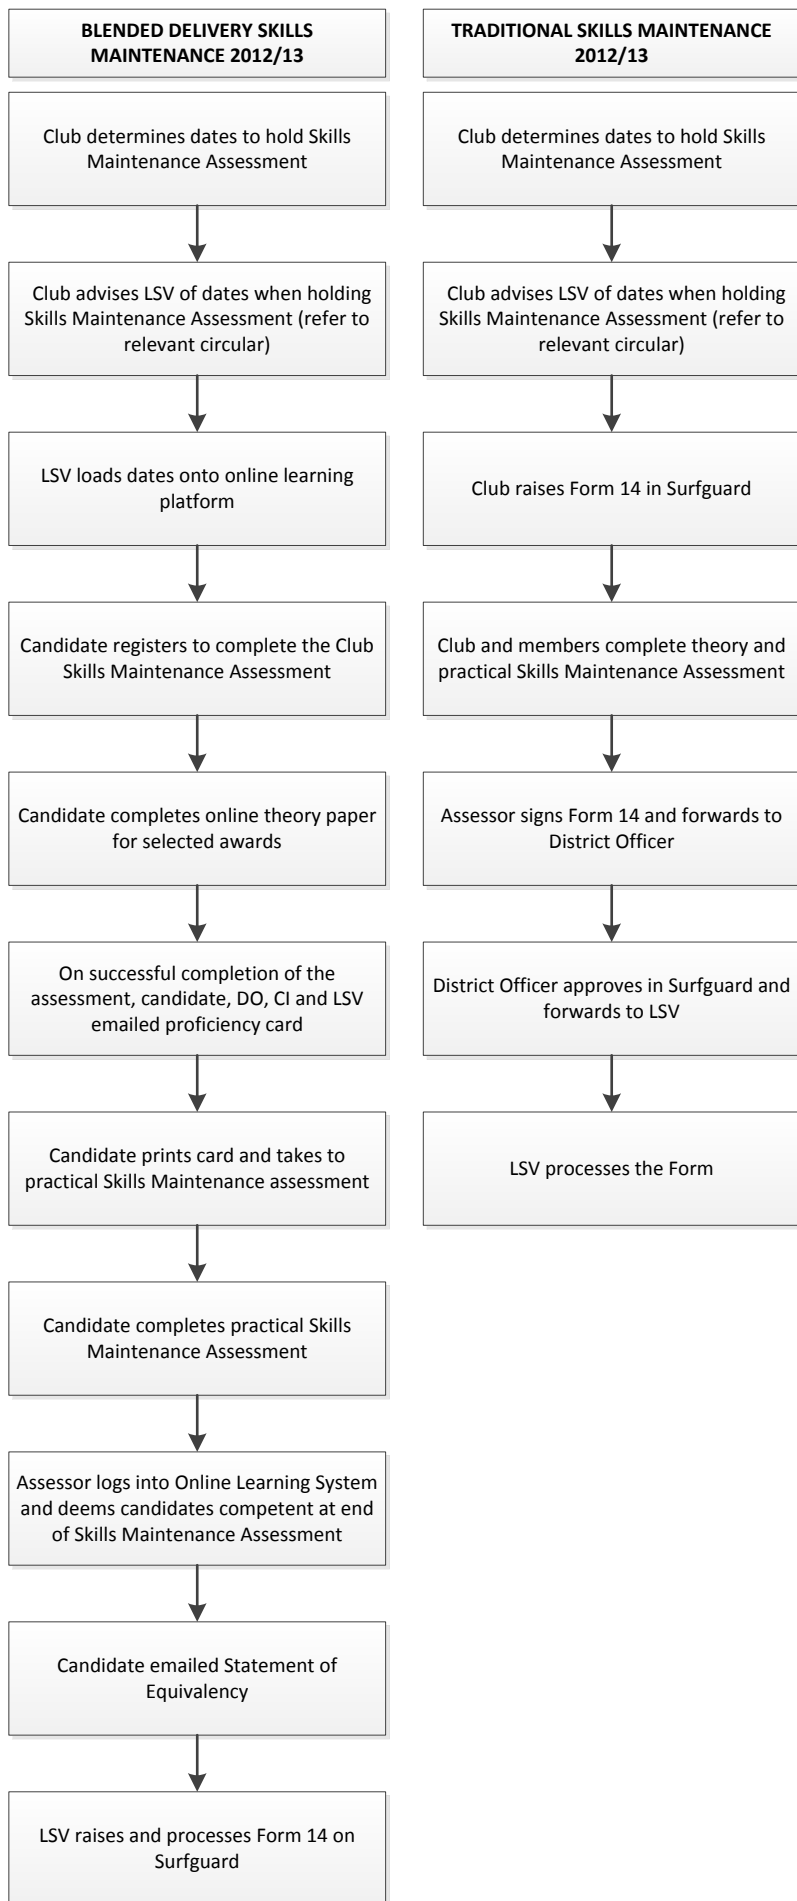 BLENDED DELIVERY SKILLS
MAINTENANCE 2012/13
Club determines dates to hold Skills
Maintenance Assessment
Club advises LSV of dates when holding
Skills Maintenance Assessment (refer to
relevant circular)
LSV loads dates onto online learning
platform
Candidate registers to complete the Club
Skills Maintenance Assessment
Candidate completes online theory paper
for selected awards
On successful completion of the
assessment, candidate, DO, CI and LSV
emailed proficiency card
Candidate prints card and takes to
practical Skills Maintenance assessment
Candidate completes practical Skills
Maintenance Assessment
Assessor logs into Online Learning System
and deems candidates competent at end
of Skills Maintenance Assessment
Candidate emailed Statement of
Equivalency
LSV raises and processes Form 14 on
Surfguard
TRADITIONAL SKILLS MAINTENANCE
2012/13
Club determines dates to hold Skills
Maintenance Assessment
Club advises LSV of dates when holding
Skills Maintenance Assessment (refer to
relevant circular)
Club raises Form 14 in Surfguard
Club and members complete theory and
practical Skills Maintenance Assessment
Assessor signs Form 14 and forwards to
District Officer
District Officer approves in Surfguard and
forwards to LSV
LSV processes the Form